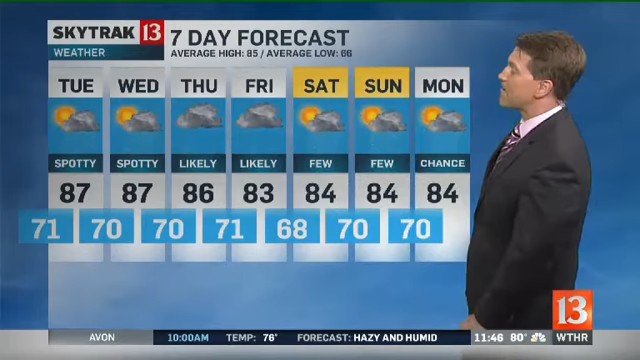 SKYTRAK 13
WEATHER
7 DAY FORECAST
AVERAGE HIGH: 85 / AVERAGE LOW: 66
TUE WED THU FRI SAT SUN MON
SPOTTY SPOTTY LIKELY LIKELY FEW FEW CHANCE
87 87 86 83 84 84 84
71 70 70 71 68 70 70
13
AVON 10:00AM TEMP: 76° FORECAST: HAZY AND HUMID 11:46 80° WTHR